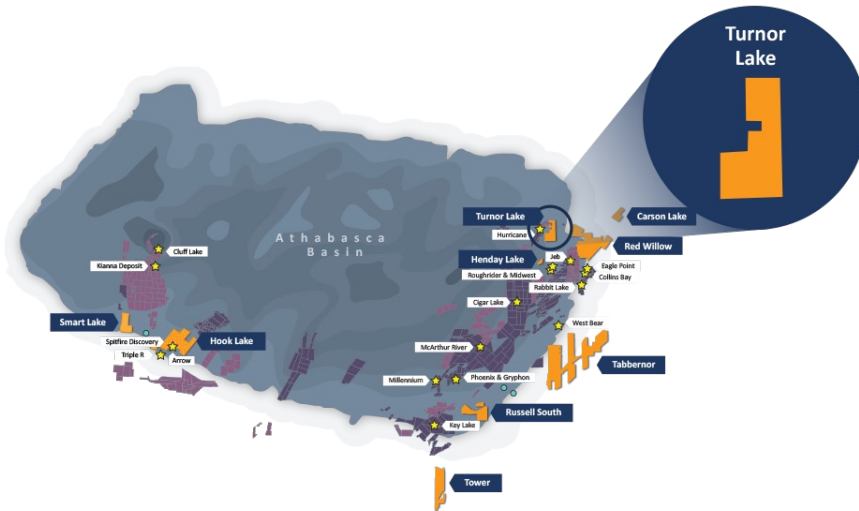 Turnor
Lake
Turnor Lake
Carson Lake
Hurricane
Athabasca
Basin
Red Willow
Cluff Lake
Henday Lake
Jeb
Kianna Deposit
Roughrider & Midwest
Eagle Point
Collins Bay
Rabbit Lake
Cigar Lake
Smart Lake
West Bear
Spitfire Discovery
Hook Lake
McArthur River
Triple R
Arrow
Tabbernor
Millennium
Phoenix & Gryphon
Russell South
Key Lake
Tower